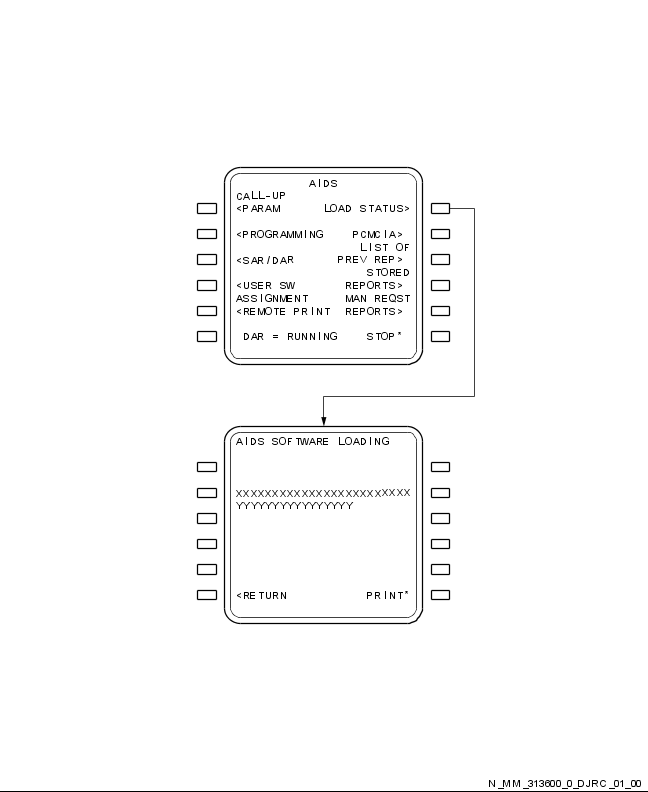 AIDS
CALL-UP
<PARAM LOAD STATUS>
<PROGRAMMING PCMCIA>
LIST OF
<SAR/DAR PREV REP>
STORED
<USER SW REPORTS>
ASSIGNMENT MAN REQST
<REMOTE PRINT REPORTS>
DAR = RUNNING STOP*
AIDS SOFTWARE LOADING
XXXXXXXXXXXXXXXXXXXXXXXX
YYYYYYYYYYYYYYYY
<RETURN PRINT*
N_MM_313600_0_DJRC_01_00